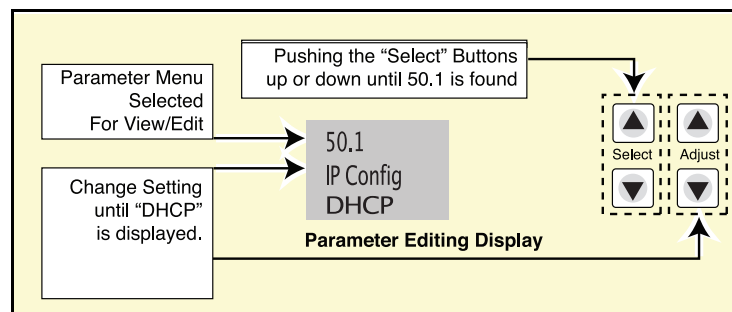 Pushing the “Select” Buttons
up or down until 50.1 is found
Parameter Menu
Selected
For View/Edit
50.1
IP Config
DHCP
Select
Adjust
Change Setting
until “DHCP”
is displayed.
Parameter Editing Display